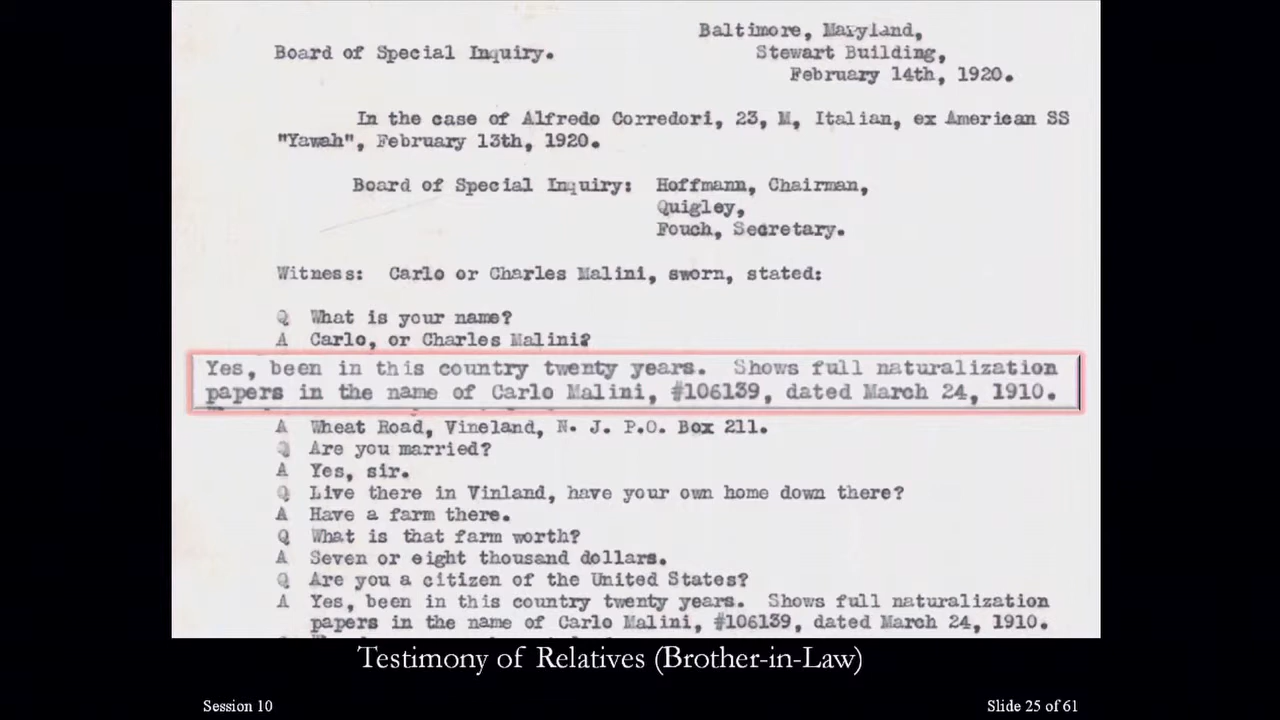 Baltimore, Maryland,
Board of Special Inquiry.
Stewart Building,
February 14th, 1920.
In the case of Alfredo Corredori, 23, M, Italian, ex American SS
"Yawah", February 13th, 1920.
Board of Special Inquiry: Hoffmann, Chairman,
Quigley,
Fouch, Secretary.
Witness: Carlo or Charles Malini, sworn, stated:
Q What is your name?
A Carlo, or Charles Malini?
Yes, been in this country twenty years. Shows full naturalization
papers in the name of Carlo Malini, #106139, dated March 24, 1910.
A Wheat Road, Vineland, N. J. P.O. Box 211.
Q Are you married?
A Yes, sir.
Q Live there in Vinland, have your own home down there?
A Have a farm there.
Q What is that farm worth?
A Seven or eight thousand dollars.
Q Are you a citizen of the United States?
A Yes, been in this country twenty years. Shows full naturalization
papers in the name of Carlo Malini, #106139, dated March 24, 1910.
Testimony of Relatives (Brother-in-Law)
Session 10
Slide 25 of 61